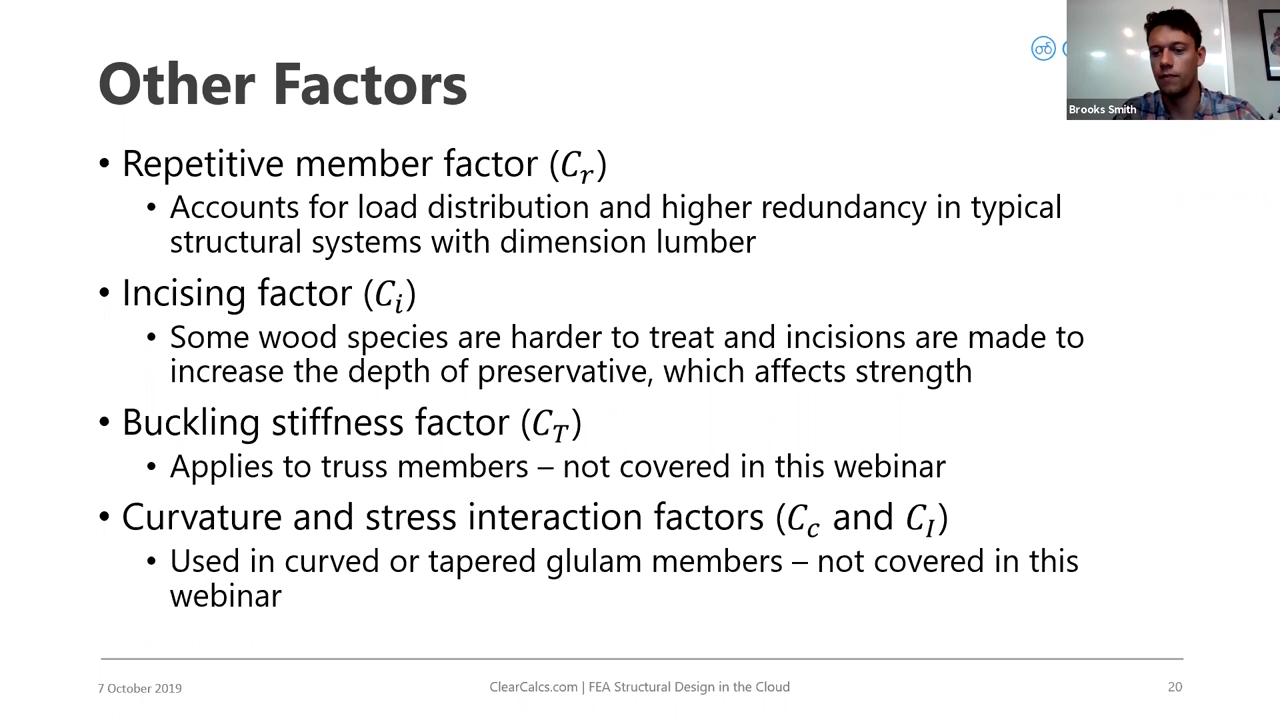 Other Factors
Brooks Smith
• Repetitive member factor (C_r)
• Accounts for load distribution and higher redundancy in typical
structural systems with dimension lumber
• Incising factor (C_i)
• Some wood species are harder to treat and incisions are made to
increase the depth of preservative, which affects strength
• Buckling stiffness factor (C_T)
• Applies to truss members – not covered in this webinar
• Curvature and stress interaction factors (C_c and C_I)
• Used in curved or tapered glulam members – not covered in this
webinar
7 October 2019
ClearCalcs.com | FEA Structural Design in the Cloud
20